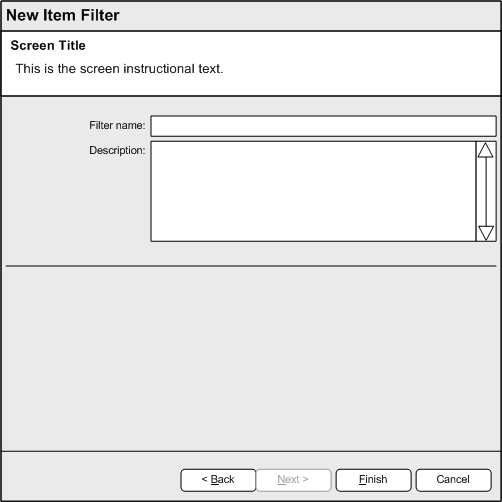 New Item Filter
Screen Title
This is the screen instructional text.
Filter name:
Description:
< Back Next > Finish Cancel